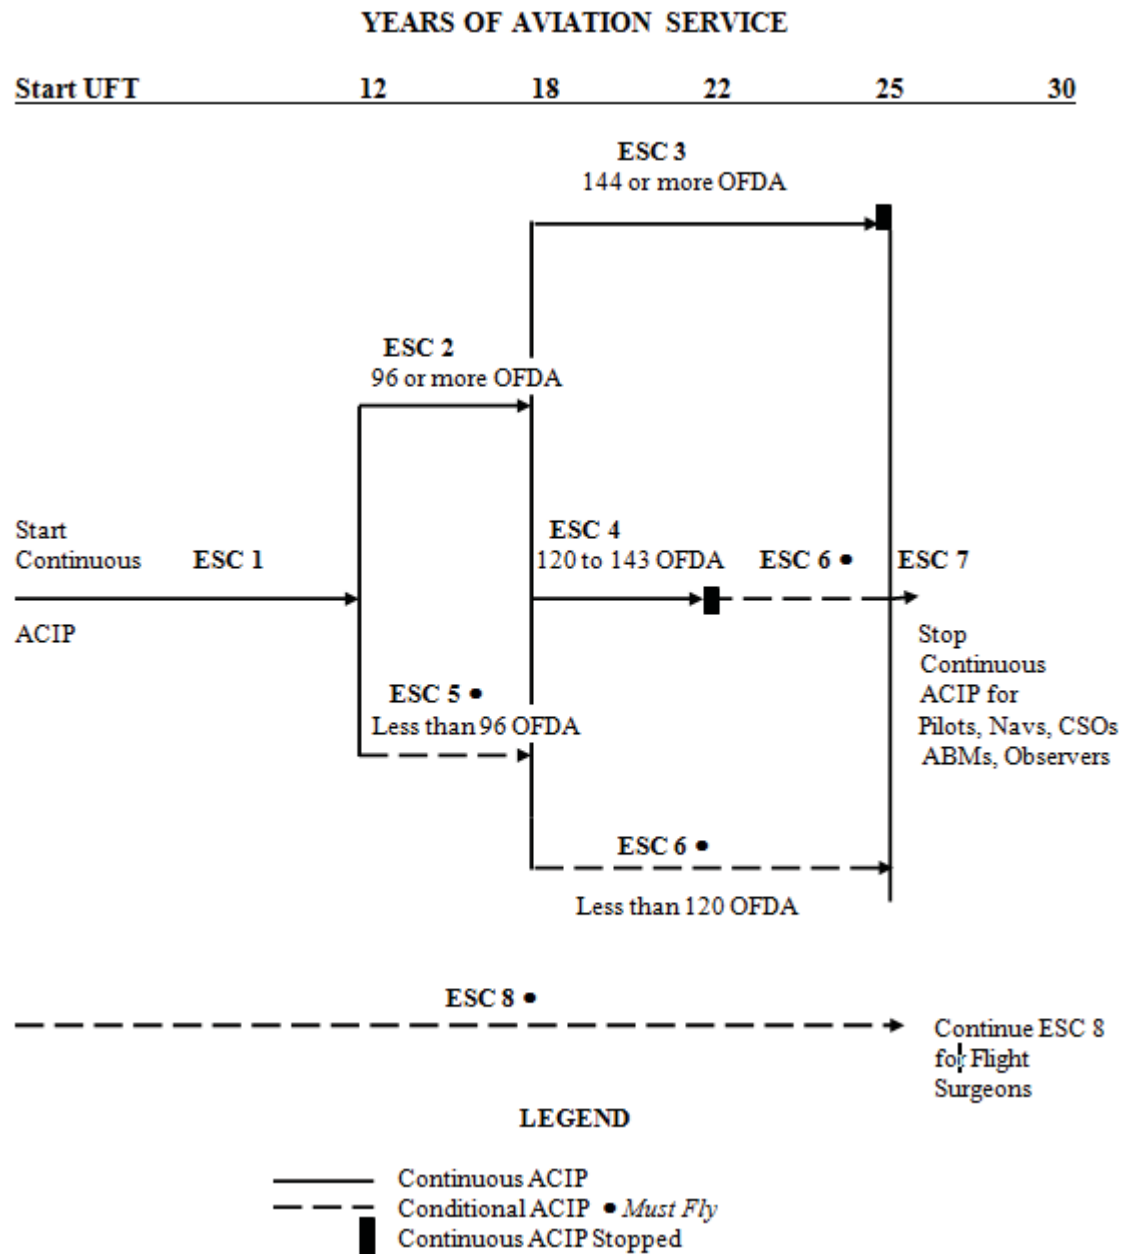 YEARS OF AVIATION SERVICE
Start UFT 12 18 22 25 30
ESC 3
144 or more OFDA
ESC 2
96 or more OFDA
Start
Continuous ESC 1
ACIP
ESC 4
120 to 143 OFDA
ESC 6 •
ESC 7
Stop
Continuous
ACIP for
Pilots, Navs, CSOs
ABMs, Observers
ESC 5 •
Less than 96 OFDA
ESC 6 •
Less than 120 OFDA
ESC 8 •
Continue ESC 8
for Flight
Surgeons
LEGEND
Continuous ACIP
Conditional ACIP • Must Fly
Continuous ACIP Stopped